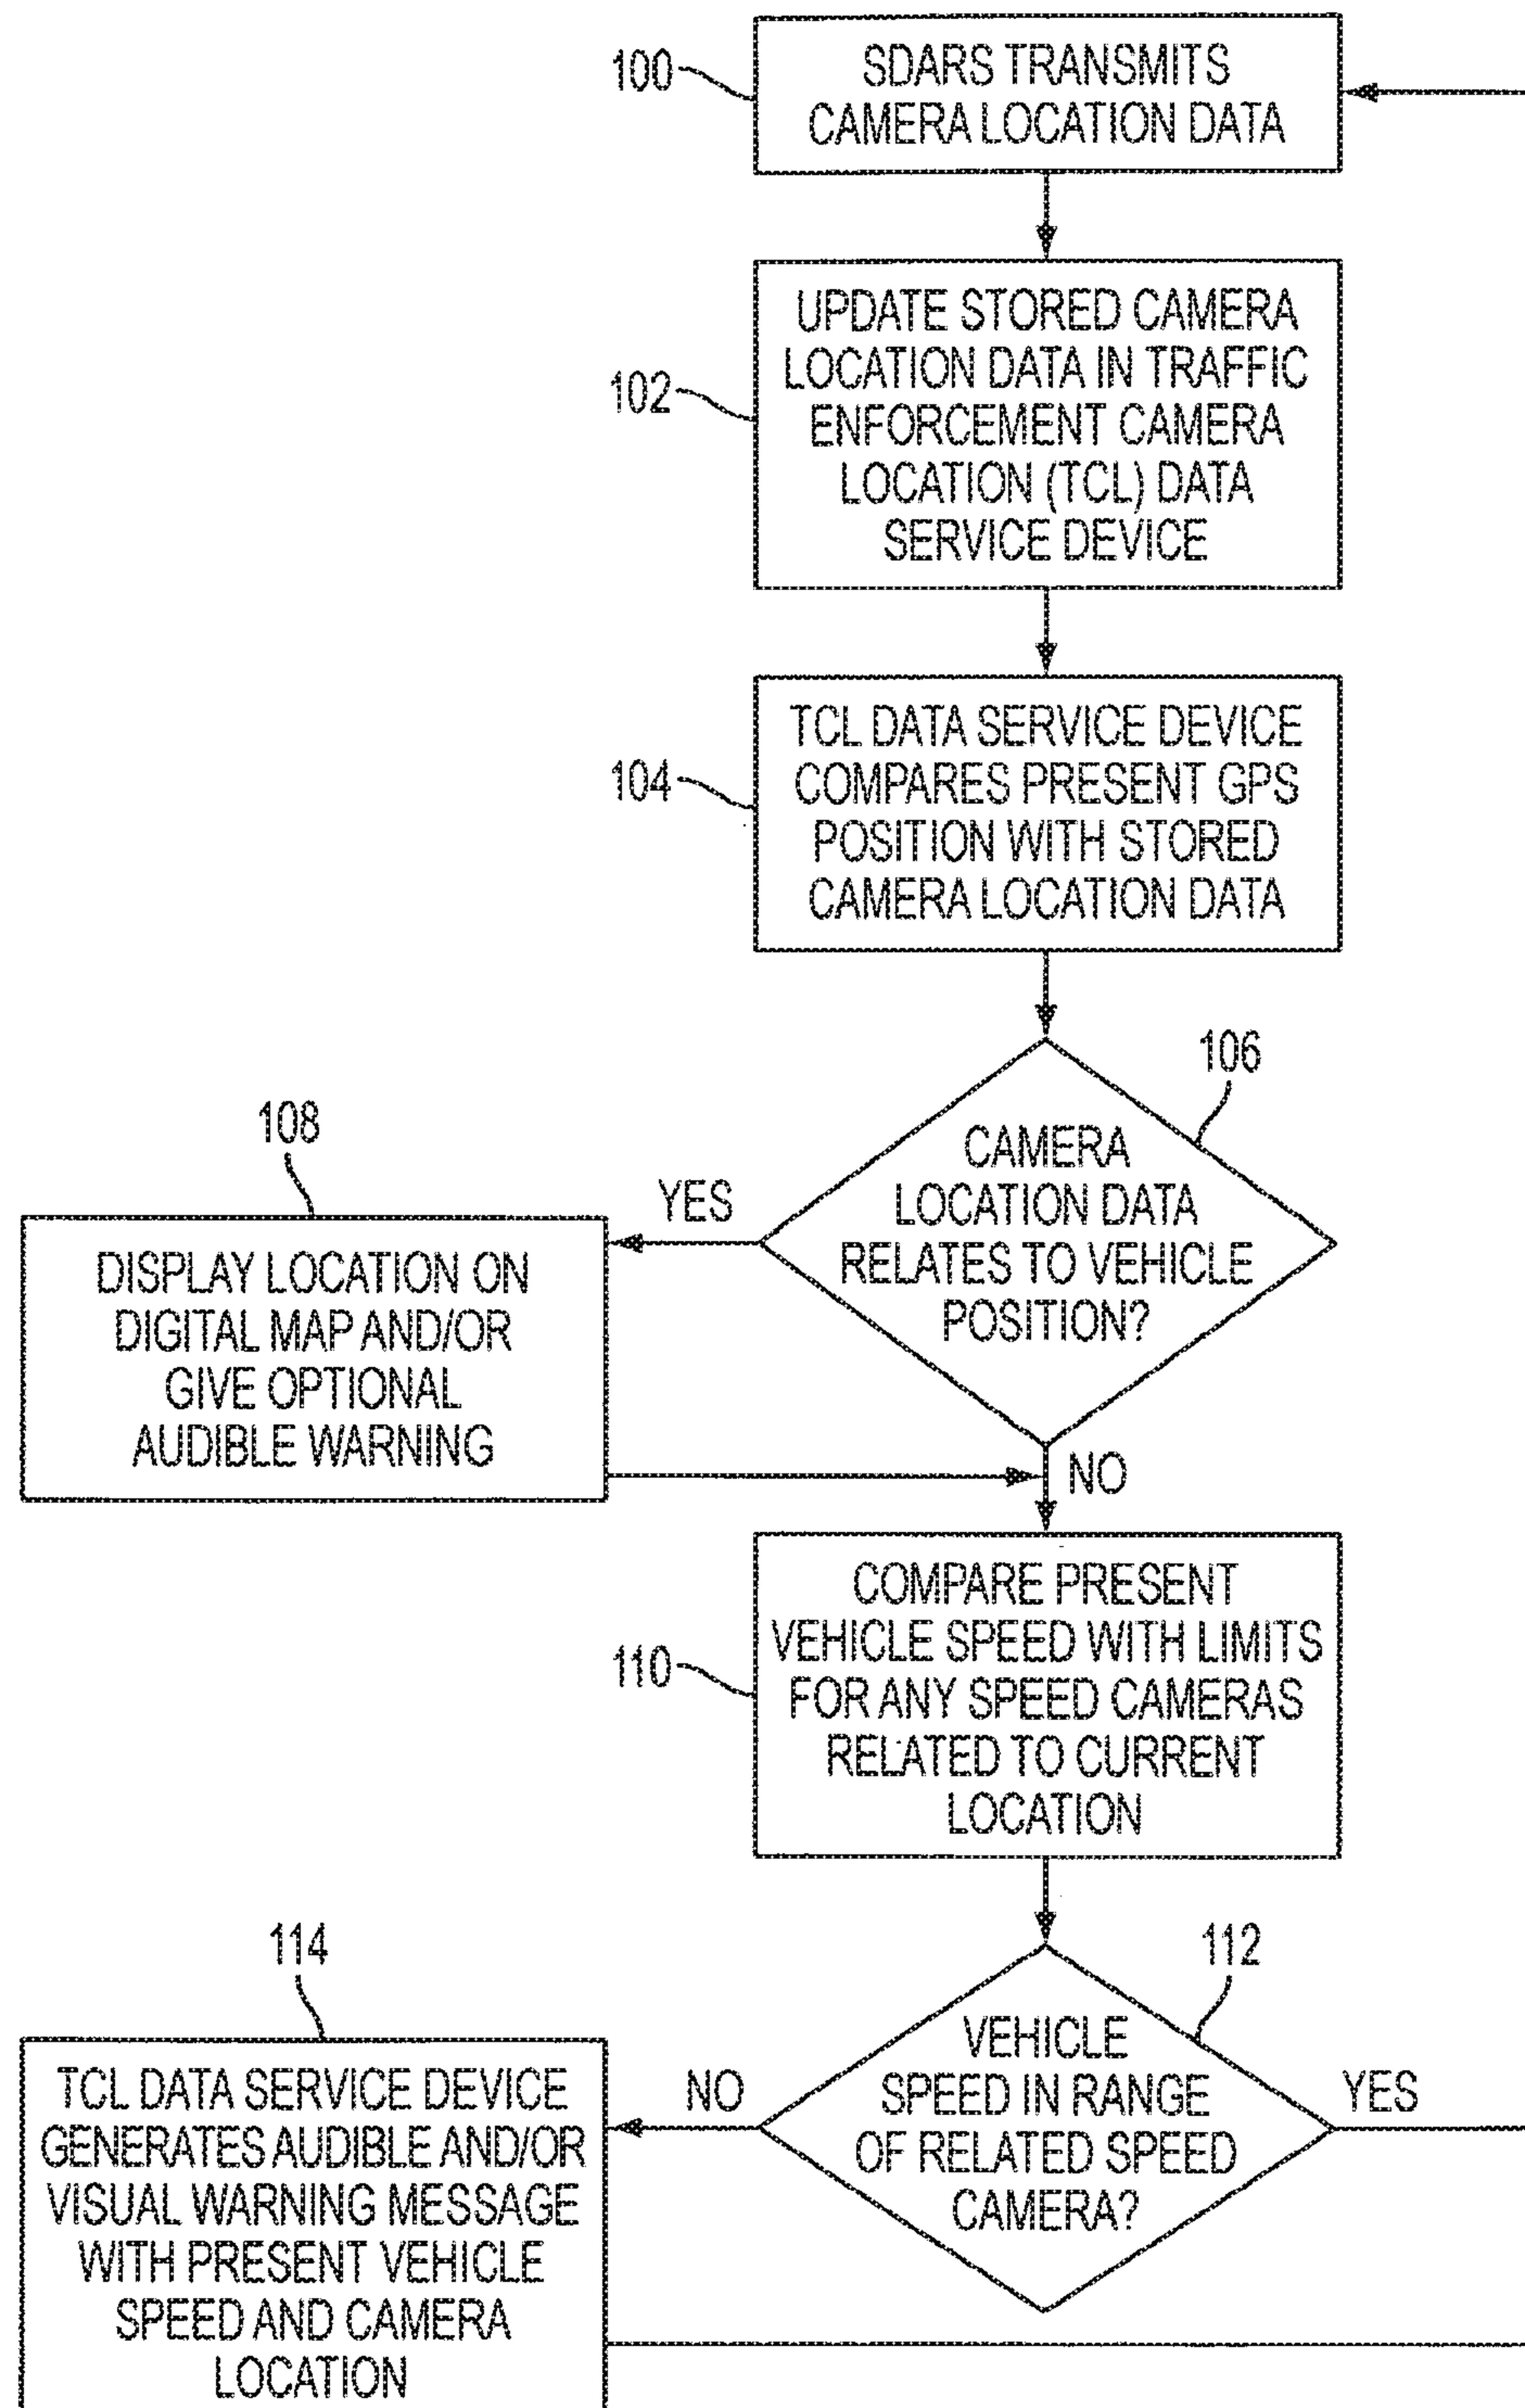 100
SDARS TRANSMITS
CAMERA LOCATION DATA
102
UPDATE STORED CAMERA
LOCATION DATA IN TRAFFIC
ENFORCEMENT CAMERA
LOCATION (TCL) DATA
SERVICE DEVICE
104
TCL DATA SERVICE DEVICE
COMPARES PRESENT GPS
POSITION WITH STORED
CAMERA LOCATION DATA
106
CAMERA
LOCATION DATA
RELATES TO VEHICLE
POSITION?
YES
108
DISPLAY LOCATION ON
DIGITAL MAP AND/OR
GIVE OPTIONAL
AUDIBLE WARNING
NO
110
COMPARE PRESENT
VEHICLE SPEED WITH LIMITS
FOR ANY SPEED CAMERAS
RELATED TO CURRENT
LOCATION
112
VEHICLE
SPEED IN RANGE
OF RELATED SPEED
CAMERA?
YES
NO
114
TCL DATA SERVICE DEVICE
GENERATES AUDIBLE AND/OR
VISUAL WARNING MESSAGE
WITH PRESENT VEHICLE
SPEED AND CAMERA
LOCATION